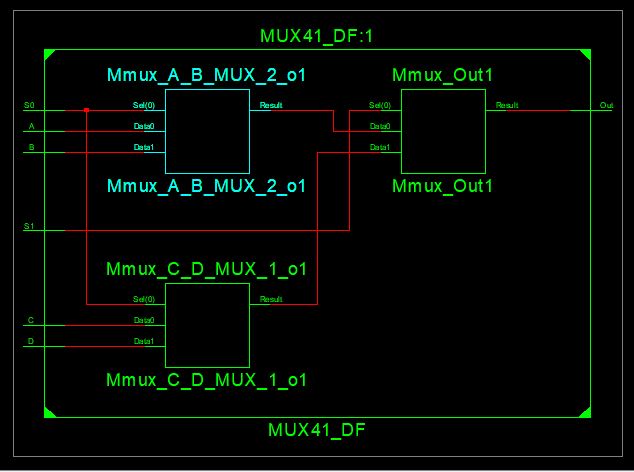 MUX41_DF:1
Mmux_A_B_MUX_2_o1
Mmux_Out1
S0
Sel(0)
Result
Sel(0)
Result
Out
A
Data0
Data0
B
Data1
Data1
Mmux_A_B_MUX_2_o1
Mmux_Out1
S1
Mmux_C_D_MUX_1_o1
Sel(0)
Result
C
Data0
D
Data1
Mmux_C_D_MUX_1_o1
MUX41_DF